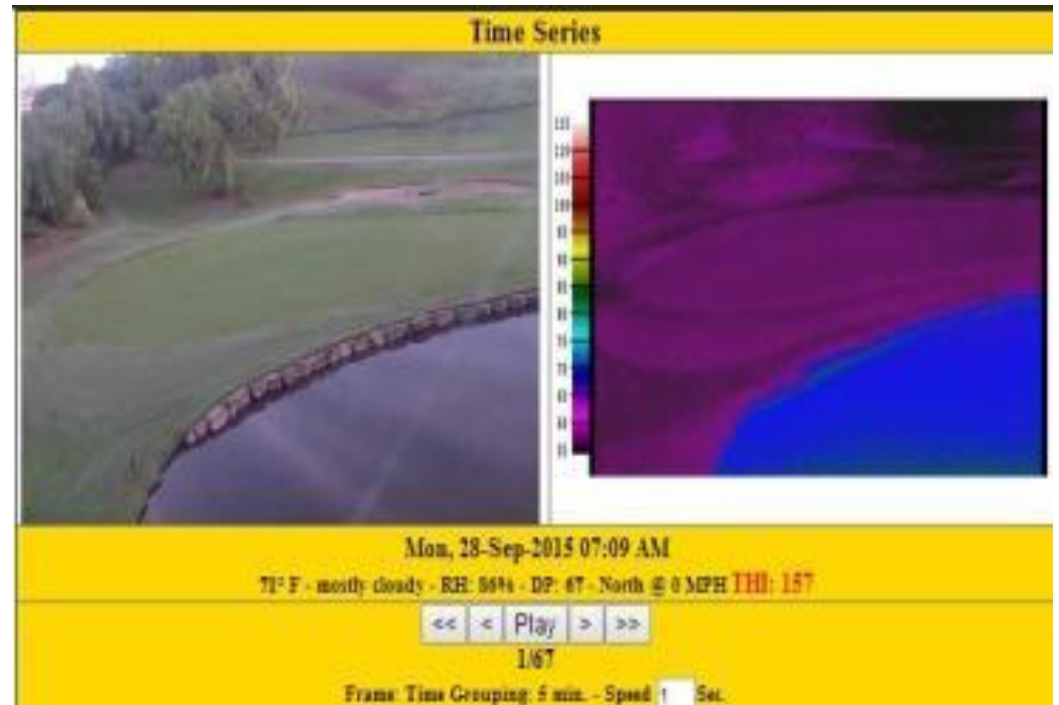 Time Series
Mon, 28-Sep-2015 07:09 AM
71° F - mostly cloudy - RH: 86% - DP: 67 - North @ 0 MPH THI: 157
<< < Play > >>
1/67
Frame Time Grouping: 5 min. - Speed 1 Sec.